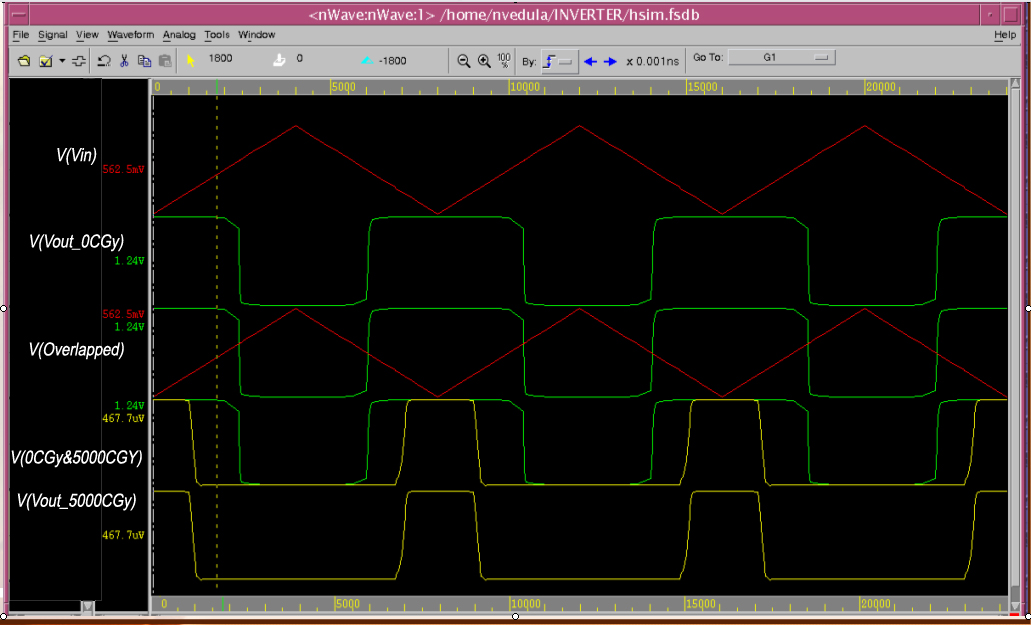 <nWave:nWave:1> /home/nvedula/INVERTER/hsim.fsdb
File Signal View Waveform Analog Tools Window Help
1800 0 -1800 100 % By: x 0.001ns Go To: G1
0 5000 10000 15000 20000
V(Vin)
562.5mV
V(Vout_0CGy)
1.24V
562.5mV
1.24V
V(Overlapped)
1.24V
467.7uV
V(0CGy&5000CGY)
V(Vout_5000CGy)
467.7uV
0 5000 10000 15000 20000